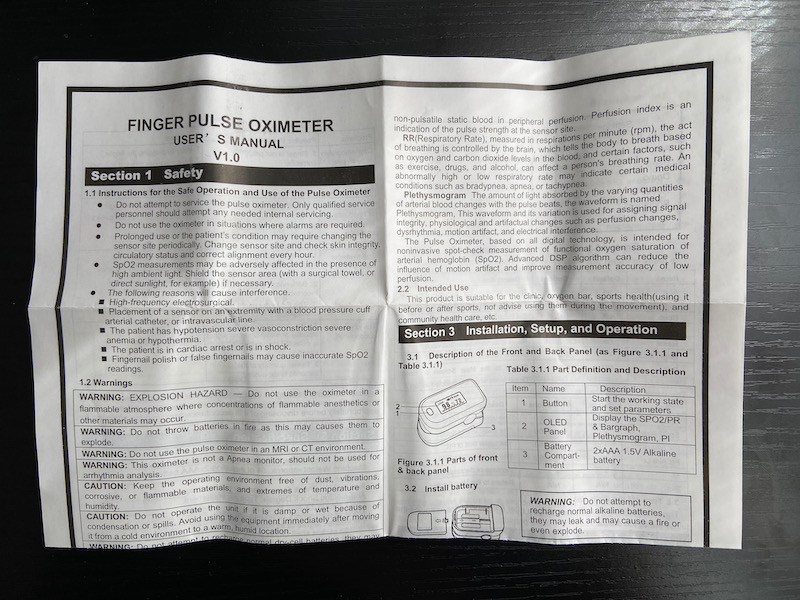 FINGER PULSE OXIMETER
USER'S MANUAL
V1.0
Section 1 Safety
1.1 Instructions for the Safe Operation and Use of the Pulse Oximeter
● Do not attempt to service the pulse oximeter. Only qualified service
personnel should attempt any needed internal servicing.
● Do not use the oximeter in situations where alarms are required.
● Prolonged use or the patient's condition may require changing the
sensor site periodically. Change sensor site and check skin integrity,
circulatory status and correct alignment every hour.
● SpO2 measurements may be adversely affected in the presence of
high ambient light. Shield the sensor area (with a surgical towel, or
direct sunlight, for example) if necessary.
● The following reasons will cause interference.
■ High-frequency electrosurgical.
■ Placement of a sensor on an extremity with a blood pressure cuff
arterial catheter, or intravascular line.
■ The patient has hypotension severe vasoconstriction severe
anemia or hypothermia.
■ The patient is in cardiac arrest or is in shock.
■ Fingernail polish or false fingernails may cause inaccurate SpO2
readings.
1.2 Warnings
WARNING: EXPLOSION HAZARD — Do not use the oximeter in a
flammable atmosphere where concentrations of flammable anesthetics or
other materials may occur.
WARNING: Do not throw batteries in fire as this may causes them to
explode.
WARNING: Do not use the pulse oximeter in an MRI or CT environment.
WARNING: This oximeter is not a Apnea monitor, should not be used for
arrhythmia analysis.
CAUTION: Keep the operating environment free of dust, vibrations,
corrosive, or flammable materials, and extremes of temperature and
humidity.
CAUTION: Do not operate the unit if it is damp or wet because of
condensation or spills. Avoid using the equipment immediately after moving
it from a cold environment to a warm, humid location.
WARNING: Do not attempt to recharge normal dry-cell batteries, they may
non-pulsatile static blood in peripheral perfusion. Perfusion index is an
indication of the pulse strength at the sensor site.
RR(Respiratory Rate), measured in respirations per minute (rpm), the act
of breathing is controlled by the brain, which tells the body to breath based
on oxygen and carbon dioxide levels in the blood, and certain factors, such
as exercise, drugs, and alcohol, can affect a person's breathing rate. An
abnormally high or low respiratory rate may indicate certain medical
conditions such as bradypnea, apnea, or tachypnea.
Plethysmogram The amount of light absorbed by the varying quantities
of arterial blood changes with the pulse beats, the waveform is named
Plethysmogram, This waveform and its variation is used for assigning signal
integrity, physiological and artifactual changes such as perfusion changes,
dysrhythmia, motion artifact, and electrical interference.
The Pulse Oximeter, based on all digital technology, is intended for
noninvasive spot-check measurement of functional oxygen saturation of
arterial hemoglobin (SpO2). Advanced DSP algorithm can reduce the
influence of motion artifact and improve measurement accuracy of low
perfusion.
2.2 Intended Use
This product is suitable for the clinic, oxygen bar, sports health(using it
before or after sports, not advise using them during the movement), and
community health care, etc.
Section 3 Installation, Setup, and Operation
3.1 Description of the Front and Back Panel (as Figure 3.1.1 and
Table 3.1.1)
Table 3.1.1 Part Definition and Description
Item Name Description
1 Button Start the working state
and set parameters
2 OLED Panel Display the SPO2/PR
& Bargraph,
Plethysmogram, PI
3 Battery Compart-ment 2xAAA 1.5V Alkaline
battery
2
1
3
Figure 3.1.1 Parts of front
& back panel
3.2 Install battery
WARNING: Do not attempt to
recharge normal alkaline batteries,
they may leak and may cause a fire or
even explode.